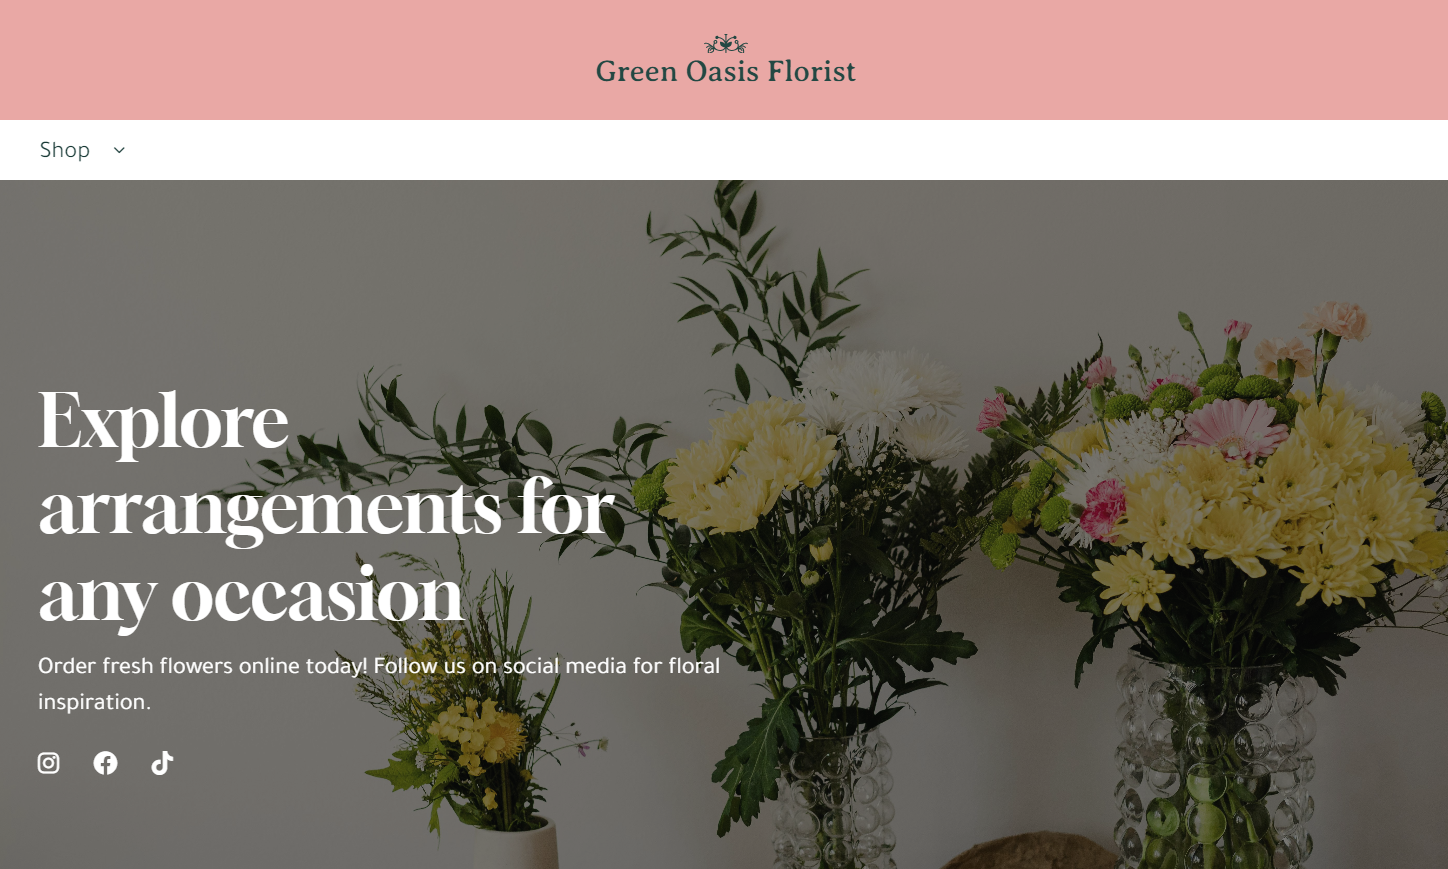 Green Oasis Florist
Shop
Explore
arrangements for
any occasion
Order fresh flowers online today! Follow us on social media for floral
inspiration.